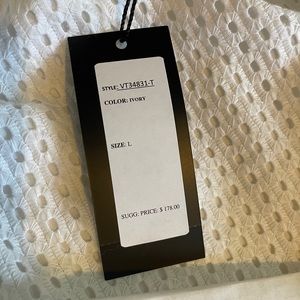 STYLE: VT34831-T
COLOR: IVORY
SIZE: L
SUGG: PRICE: $ 178.00